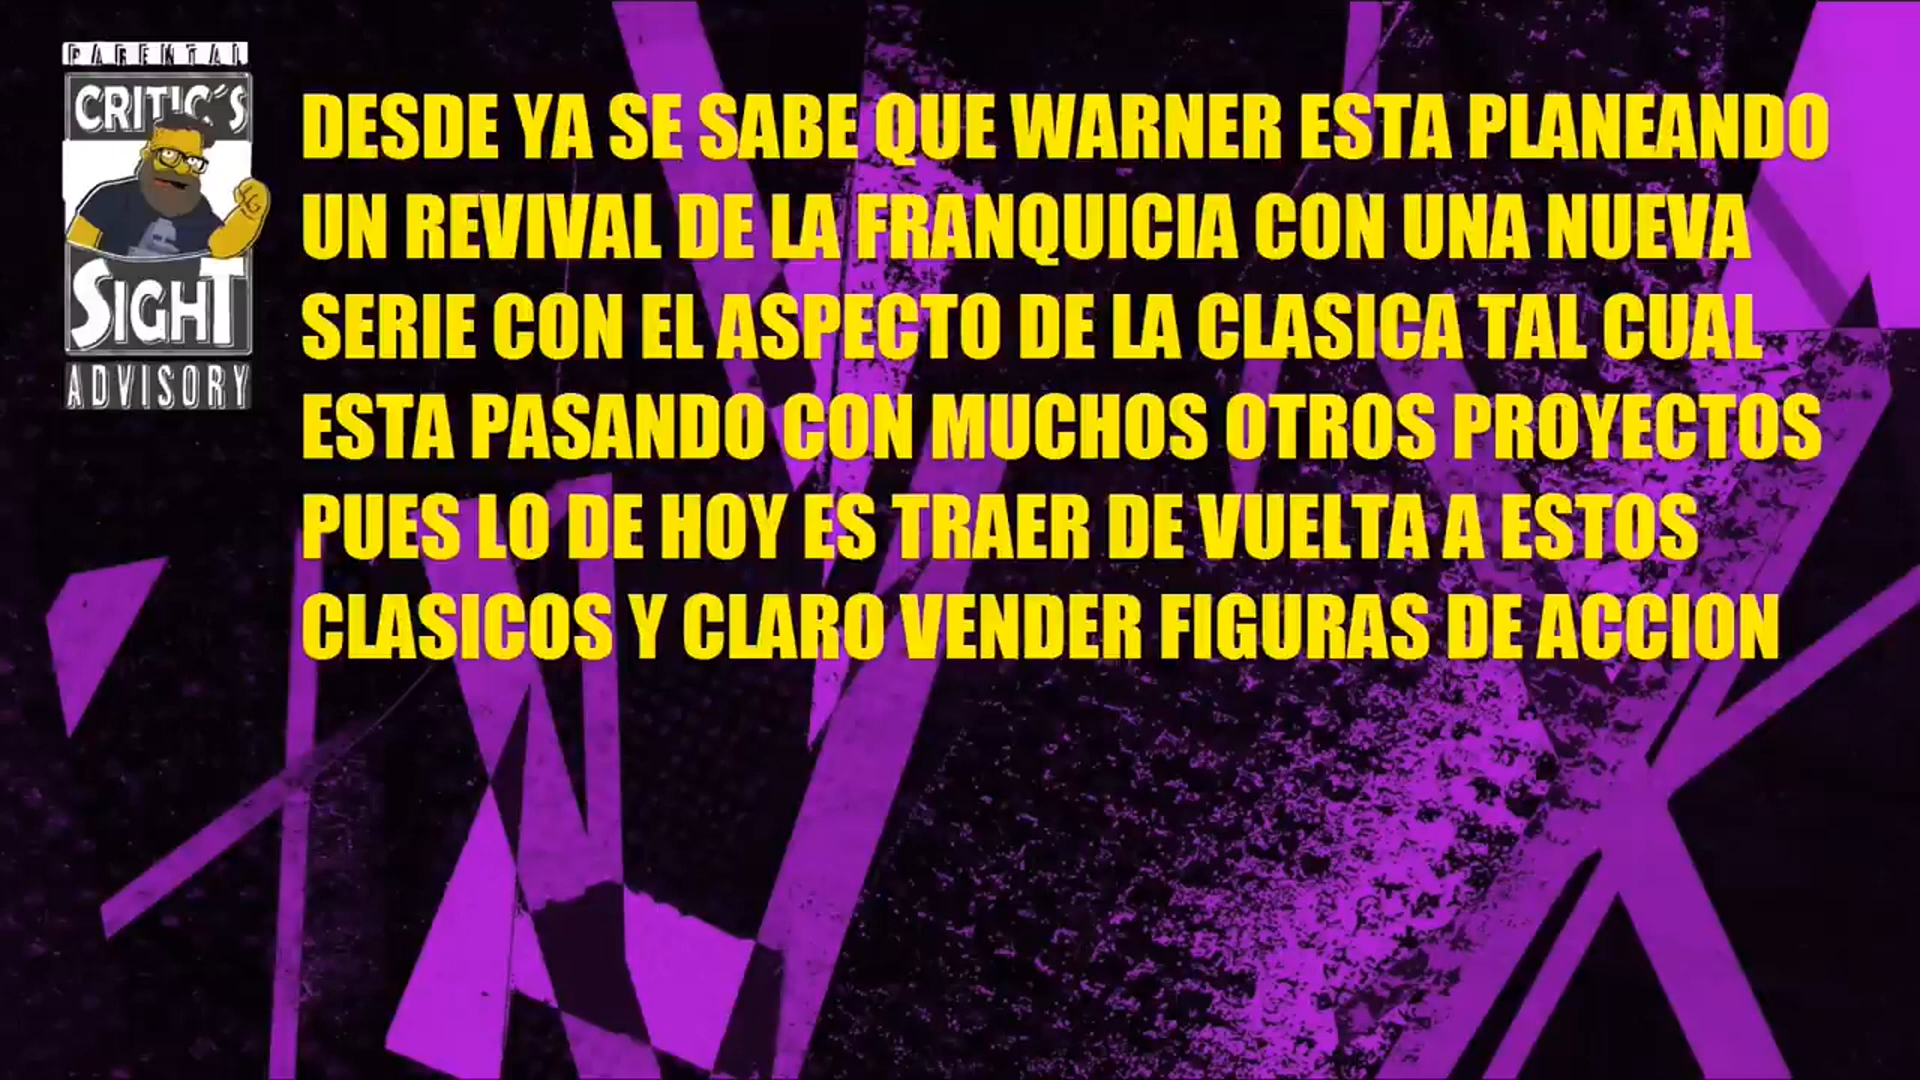 PARENTAL
CRITIC´S
SIGHT
ADVISORY
DESDE YA SE SABE QUE WARNER ESTA PLANEANDO
UN REVIVAL DE LA FRANQUICIA CON UNA NUEVA
SERIE CON EL ASPECTO DE LA CLASICA TAL CUAL
ESTA PASANDO CON MUCHOS OTROS PROYECTOS
PUES LO DE HOY ES TRAER DE VUELTA A ESTOS
CLASICOS Y CLARO VENDER FIGURAS DE ACCION